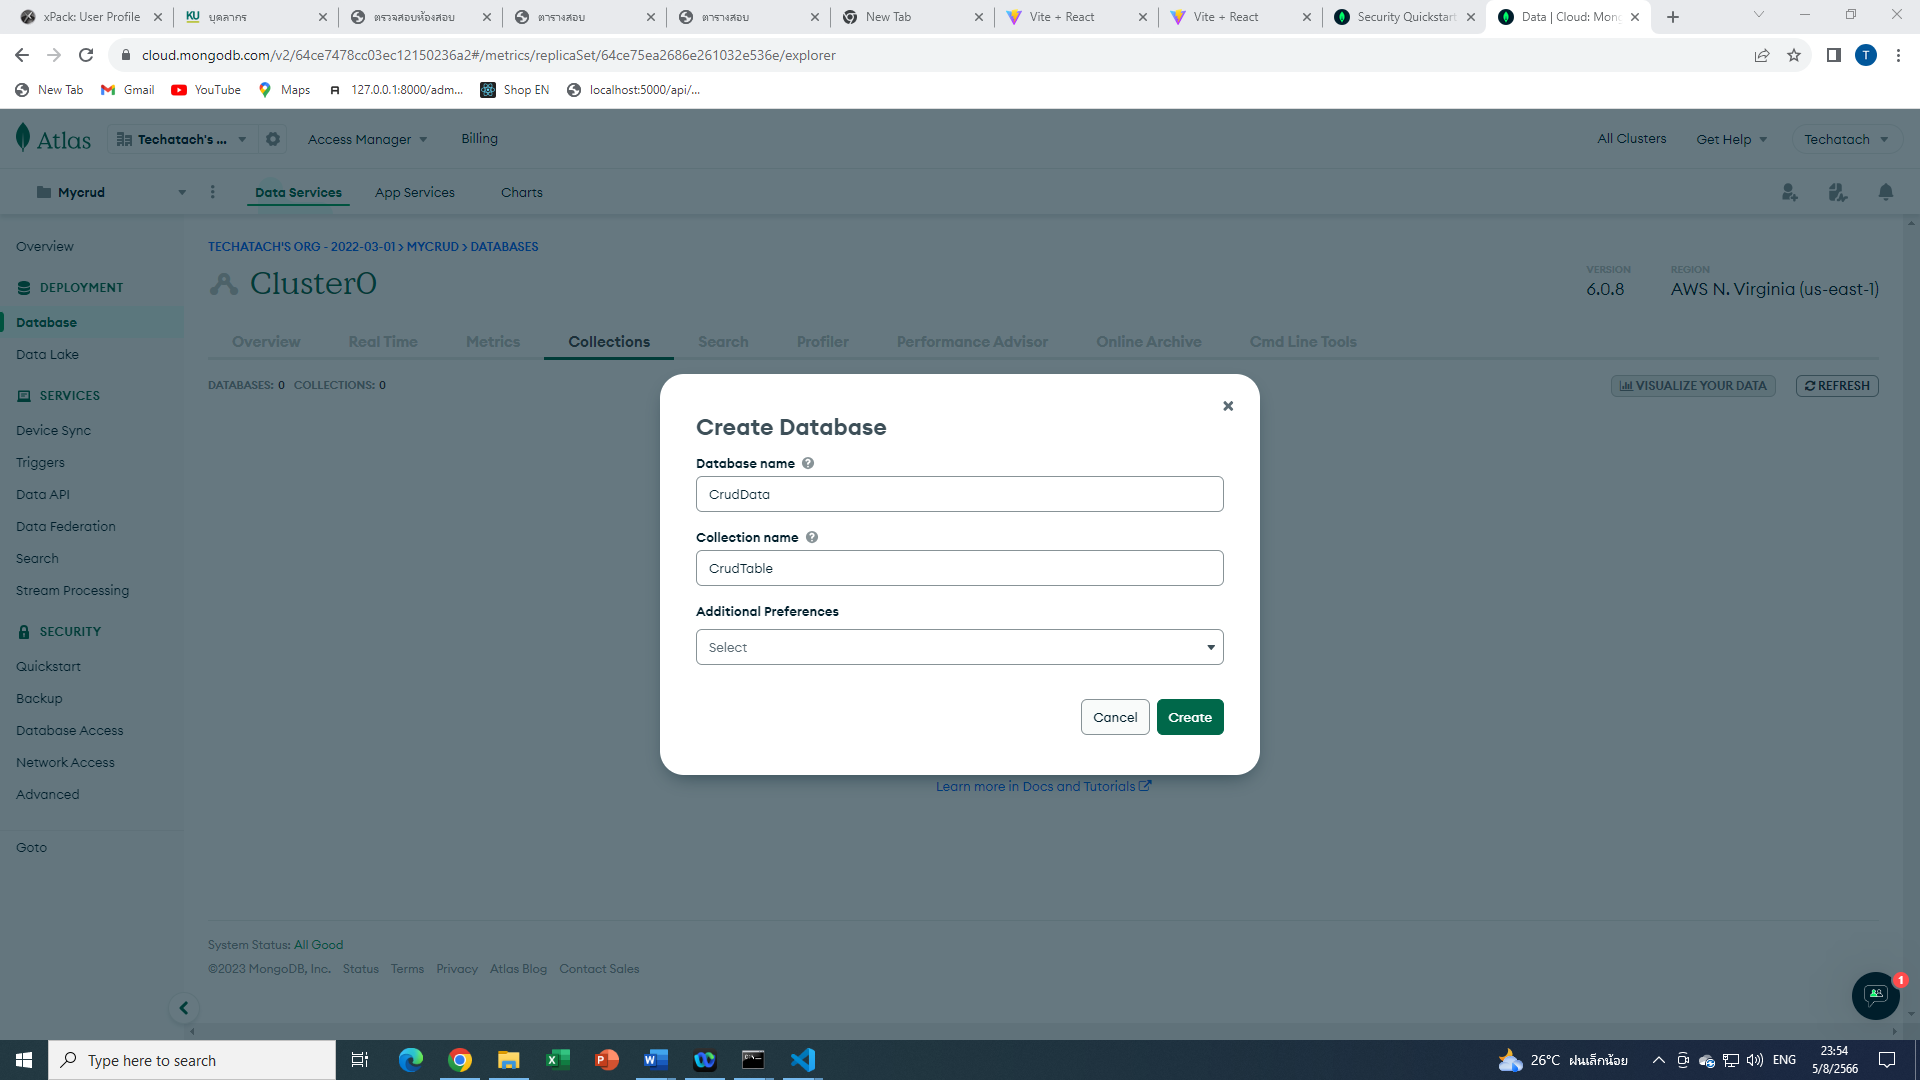 xPack: User Profile
KU บุคลากร
ตรวจสอบห้องสอบ
ตารางสอบ
ตารางสอบ
New Tab
Vite + React
Vite + React
Security Quickstart
Data | Cloud: Mon
cloud.mongodb.com/v2/64ce7478cc03ec12150236a2#/metrics/replicaSet/64ce75ea2686e261032e536e/explorer
T
New Tab
Gmail
YouTube
Maps
127.0.0.1:8000/adm...
Shop EN
localhost:5000/api/...
Atlas
Techatach's ...
Access Manager
Billing
All Clusters
Get Help
Techatach
Mycrud
Data Services
App Services
Charts
Overview
DEPLOYMENT
Database
Data Lake
SERVICES
Device Sync
Triggers
Data API
Data Federation
Search
Stream Processing
SECURITY
Quickstart
Backup
Database Access
Network Access
Advanced
Goto
TECHATACH'S ORG - 2022-03-01 > MYCRUD > DATABASES
Cluster0
VERSION
6.0.8
REGION
AWS N. Virginia (us-east-1)
Overview
Real Time
Metrics
Collections
Search
Profiler
Performance Advisor
Online Archive
Cmd Line Tools
DATABASES: 0 COLLECTIONS: 0
VISUALIZE YOUR DATA
REFRESH
Create Database
Database name
CrudData
Collection name
CrudTable
Additional Preferences
Select
Cancel
Create
Learn more in Docs and Tutorials
System Status: All Good
©2023 MongoDB, Inc. Status Terms Privacy Atlas Blog Contact Sales
1
Type here to search
26°C ฝนเล็กน้อย
ENG
23:54
5/8/2566